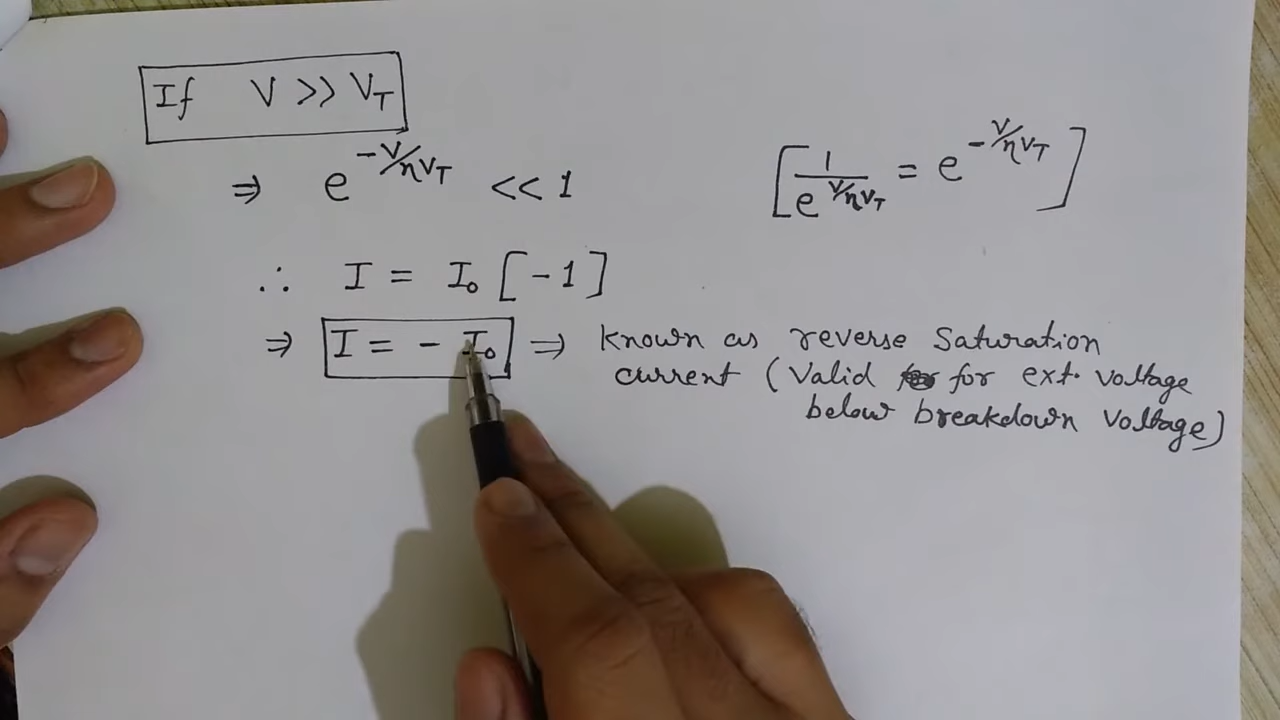 If V >> V_T
⇒ e^{-V/ηV_T} << 1
[1/e^{V/ηV_T} = e^{-V/ηV_T}]
∴ I = I₀ [-1]
⇒ I = - I₀ ⇒ Known as reverse Saturation
current (Valid for ext. voltage
below breakdown voltage)